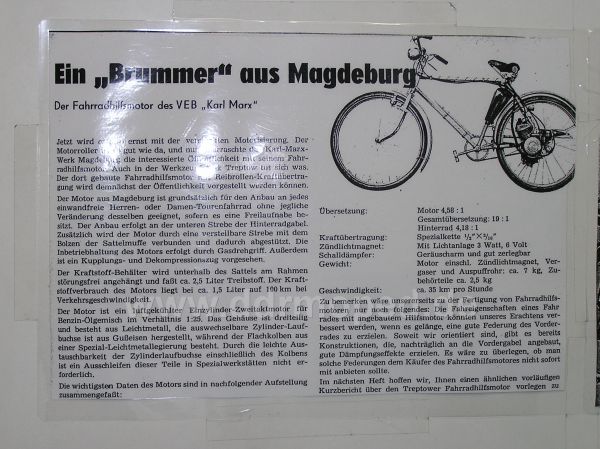 Ein „Brummer“ aus Magdeburg
Der Fahrradhilfsmotor des VEB „Karl Marx“
Jetzt wird es ernst mit der Motorisierung. Der
Motorroller gut wie da, und nun überraschte das Karl-Marx-
Werk Magdeburg die interessierte Öffentlichkeit mit seinem Fahr-
radhilfsmotor. Auch in der Treptow tut sich was.
Der dort gebaute Fahrradhilfsmotor mit Reibrollen-Kraftübertra-
gung wird demnächst der Öffentlichkeit vorgestellt werden können.
Der Motor aus Magdeburg ist grundsätzlich für den Anbau an jedes
einwandfreie Herren- oder Damen-Tourenfahrrad ohne jegliche
Veränderung desselben geeignet, sofern es eine Freilaufnabe be-
sitzt. Der Anbau erfolgt an der unteren Strebe der Hinterradgabel.
Zusätzlich wird der Motor durch eine verstellbare Strebe mit dem
Bolzen der Sattelmuffe verbunden und dadurch abgestützt. Die
Inbetriebhaltung des Motors erfolgt durch Gasdrehgriff. Außerdem
ist ein Kupplungs- und Dekompressionszug vorgesehen.
Der Kraftstoff-Behälter wird unterhalb des Sattels am Rahmen
störungsfrei angehängt und faßt ca. 2,5 Liter Treibstoff. Der Kraft-
stoffverbrauch des Motors liegt bei ca. 1,5 Liter auf 100 km bei
Verkehrsgeschwindigkeit.
Der Motor ist ein luftgekühlter Einzylinder-Zweitaktmotor für
Benzin-Ölgemisch im Verhältnis 1:25. Das Gehäuse ist dreiteilig
und besteht aus Leichtmetall, die auswechselbare Zylinder-Lauf-
buchse ist aus Gußeisen hergestellt, während der Flachkolben aus
einer Spezial-Leichtmetallegierung besteht. Durch die leichte Aus-
tauschbarkeit der Zylinderlaufbuchse einschließlich des Kolbens
ist ein Ausschleifen dieser Teile in Spezialwerkstätten nicht er-
forderlich.
Die wichtigsten Daten des Motors sind in nachfolgender Aufstellung
zusammengefaßt:
Übersetzung: Motor 4,58 : 1
Gesamtübersetzung: 19 : 1
Hinterrad 4,18 : 1
Kraftübertragung: Spezialkette 1/2"×3/16"
Zündlichtmagnet: Mit Lichtanlage 3 Watt, 6 Volt
Schalldämpfer: Geräuscharm und gut zerlegbar
Gewicht: Motor einschl. Zündlichtmagnet, Ver-
gaser und Auspuffrohr: ca. 7 kg, Zu-
behörteile ca. 2,5 kg
Geschwindigkeit: ca. 35 km pro Stunde
Zu bemerken wäre unsererseits zu der Fertigung von Fahrradhilfs-
motoren noch folgendes: Die Fahreigenschaften eines Fahr-
rades mit angebautem Hilfsmotor könnten unseres Erachtens ver-
bessert werden, wenn es gelänge, eine gute Federung des Vorder-
rades zu erzielen. Soweit wir orientiert sind, gibt es bereits
Konstruktionen, die, nachträglich an die Vordergabel angebaut,
gute Dämpfungseffekte erzielen. Es wäre zu überlegen, ob man
solche Federungen dem Käufer des Fahrradhilfsmotores nicht sofort
mit anbieten sollte.
Im nächsten Heft hoffen wir, Ihnen einen ähnlichen vorläufigen
Kurzbericht über den Treptower Fahrradhilfsmotor vorlegen zu